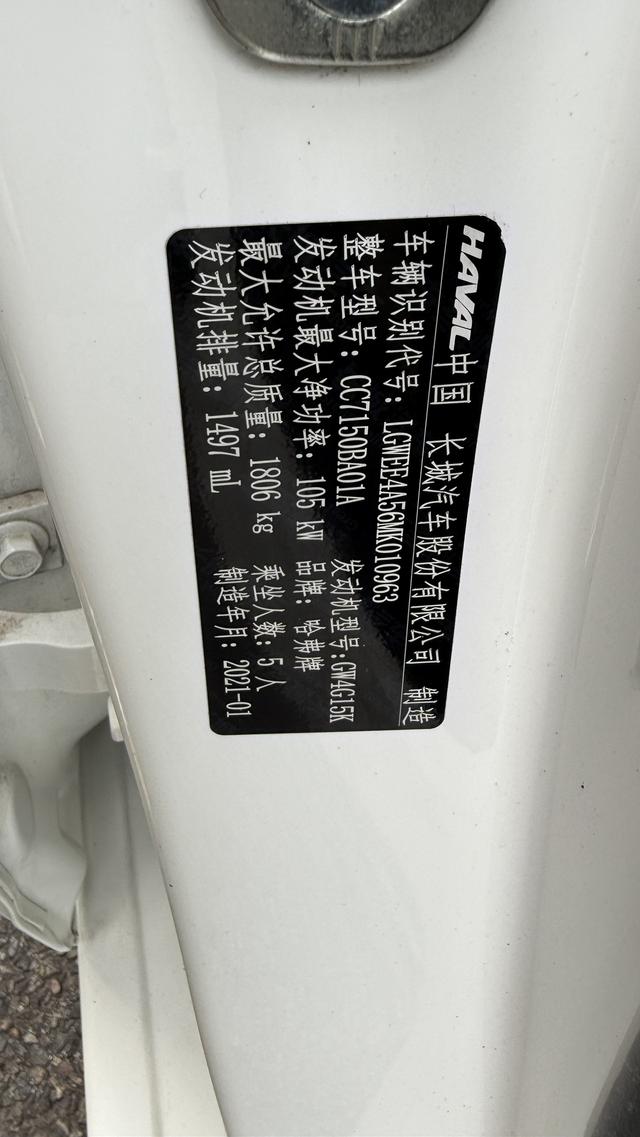 HAVAL 中国 长城汽车股份有限公司 制造
车辆识别代号: LGWEE4A56MK010963
整车型号: CC7150BA01A 发动机型号:GW4G15K
发动机最大净功率: 105 kW 品牌: 哈弗牌
最大允许总质量: 1806 kg 乘坐人数: 5 人
发动机排量: 1497 mL 制造年月: 2021-01